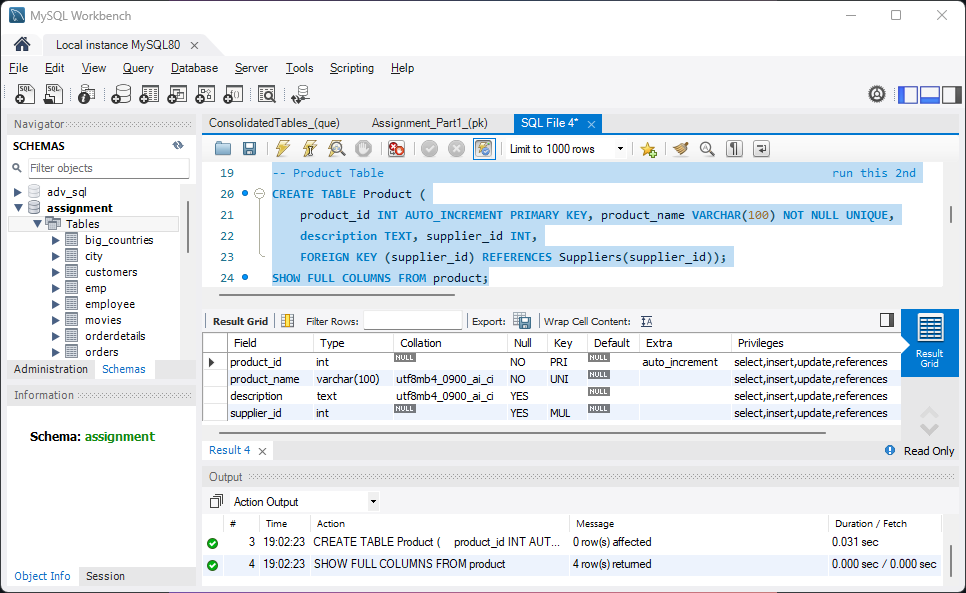 MySQL Workbench
Local instance MySQL80
File Edit View Query Database Server Tools Scripting Help
Navigator
SCHEMAS
Filter objects
adv_sql
assignment
Tables
big_countries
city
customers
emp
employee
movies
orderdetails
orders
Administration Schemas
Information
Schema: assignment
Object Info Session
ConsolidatedTables_(que) Assignment_Part1_(pk) SQL File 4*
Limit to 1000 rows
19 -- Product Table run this 2nd
20 CREATE TABLE Product (
21 product_id INT AUTO_INCREMENT PRIMARY KEY, product_name VARCHAR(100) NOT NULL UNIQUE,
22 description TEXT, supplier_id INT,
23 FOREIGN KEY (supplier_id) REFERENCES Suppliers(supplier_id));
24 SHOW FULL COLUMNS FROM product;
Result Grid Filter Rows: Export: Wrap Cell Content:
Field Type Collation Null Key Default Extra Privileges
product_id int NULL NO PRI NULL auto_increment select,insert,update,references
product_name varchar(100) utf8mb4_0900_ai_ci NO UNI NULL select,insert,update,references
description text utf8mb4_0900_ai_ci YES NULL select,insert,update,references
supplier_id int NULL YES MUL NULL select,insert,update,references
Result
Grid
Result 4 Read Only
Output
Action Output
# Time Action Message Duration / Fetch
3 19:02:23 CREATE TABLE Product ( product_id INT AUT... 0 row(s) affected 0.031 sec
4 19:02:23 SHOW FULL COLUMNS FROM product 4 row(s) returned 0.000 sec / 0.000 sec